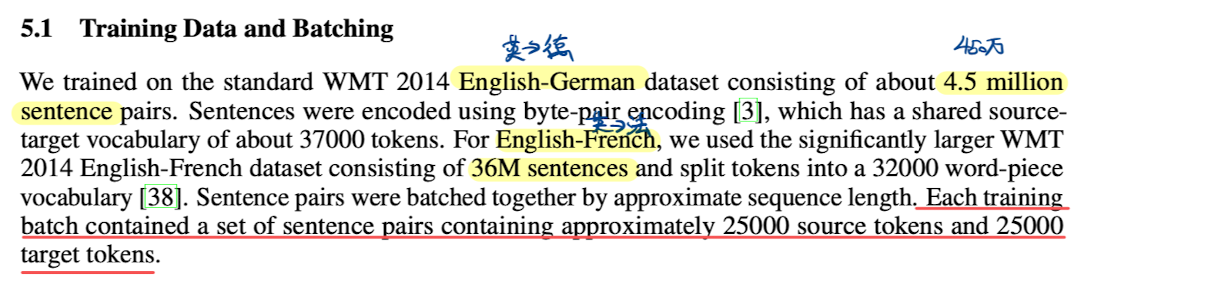 5.1 Training Data and Batching
英→德
450万
We trained on the standard WMT 2014 English-German dataset consisting of about 4.5 million
sentence pairs. Sentences were encoded using byte-pair encoding [3], which has a shared source-
英→法
target vocabulary of about 37000 tokens. For English-French, we used the significantly larger WMT
2014 English-French dataset consisting of 36M sentences and split tokens into a 32000 word-piece
vocabulary [38]. Sentence pairs were batched together by approximate sequence length. Each training
batch contained a set of sentence pairs containing approximately 25000 source tokens and 25000
target tokens.